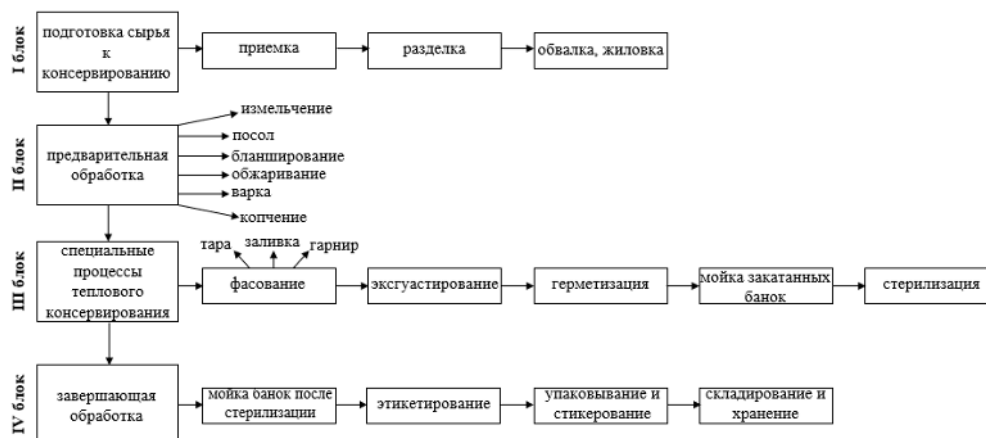 I блок
подготовка сырья
к
консервированию
приемка
разделка
обвалка, жиловка
II блок
предварительная
обработка
измельчение
посол
бланширование
обжаривание
варка
копчение
III блок
специальные
процессы
теплового
консервирования
тара
заливка
гарнир
фасование
эксгуастирование
герметизация
мойка закатанных
банок
стерилизация
IV блок
завершающая
обработка
мойка банок после
стерилизации
этикетирование
упаковывание и
стикерование
складирование и
хранение